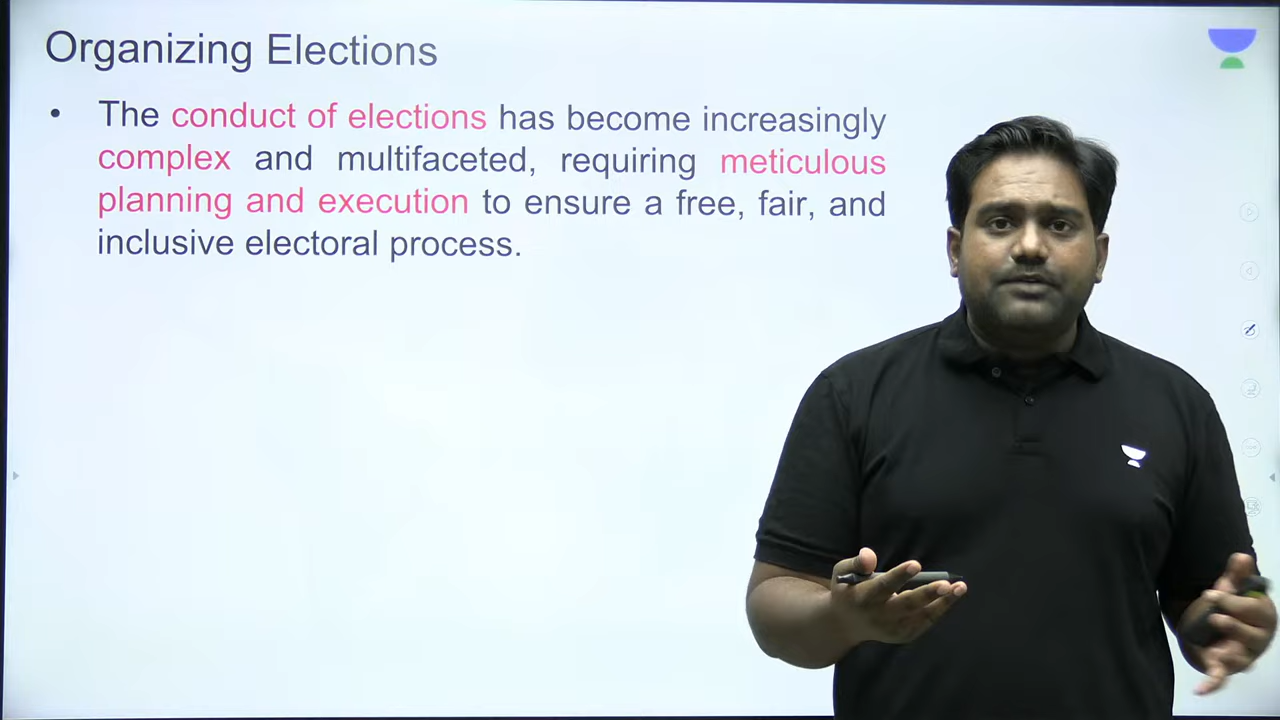 Organizing Elections
• The conduct of elections has become increasingly
complex and multifaceted, requiring meticulous
planning and execution to ensure a free, fair, and
inclusive electoral process.